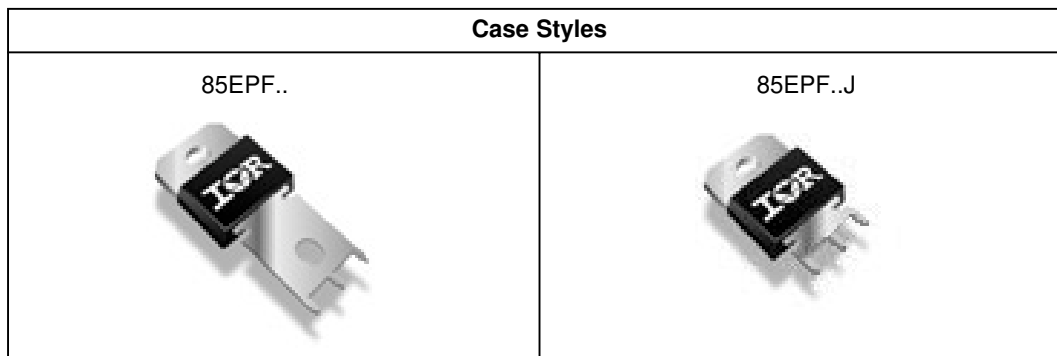 Case Styles
85EPF..
85EPF..J
IOR
IOR